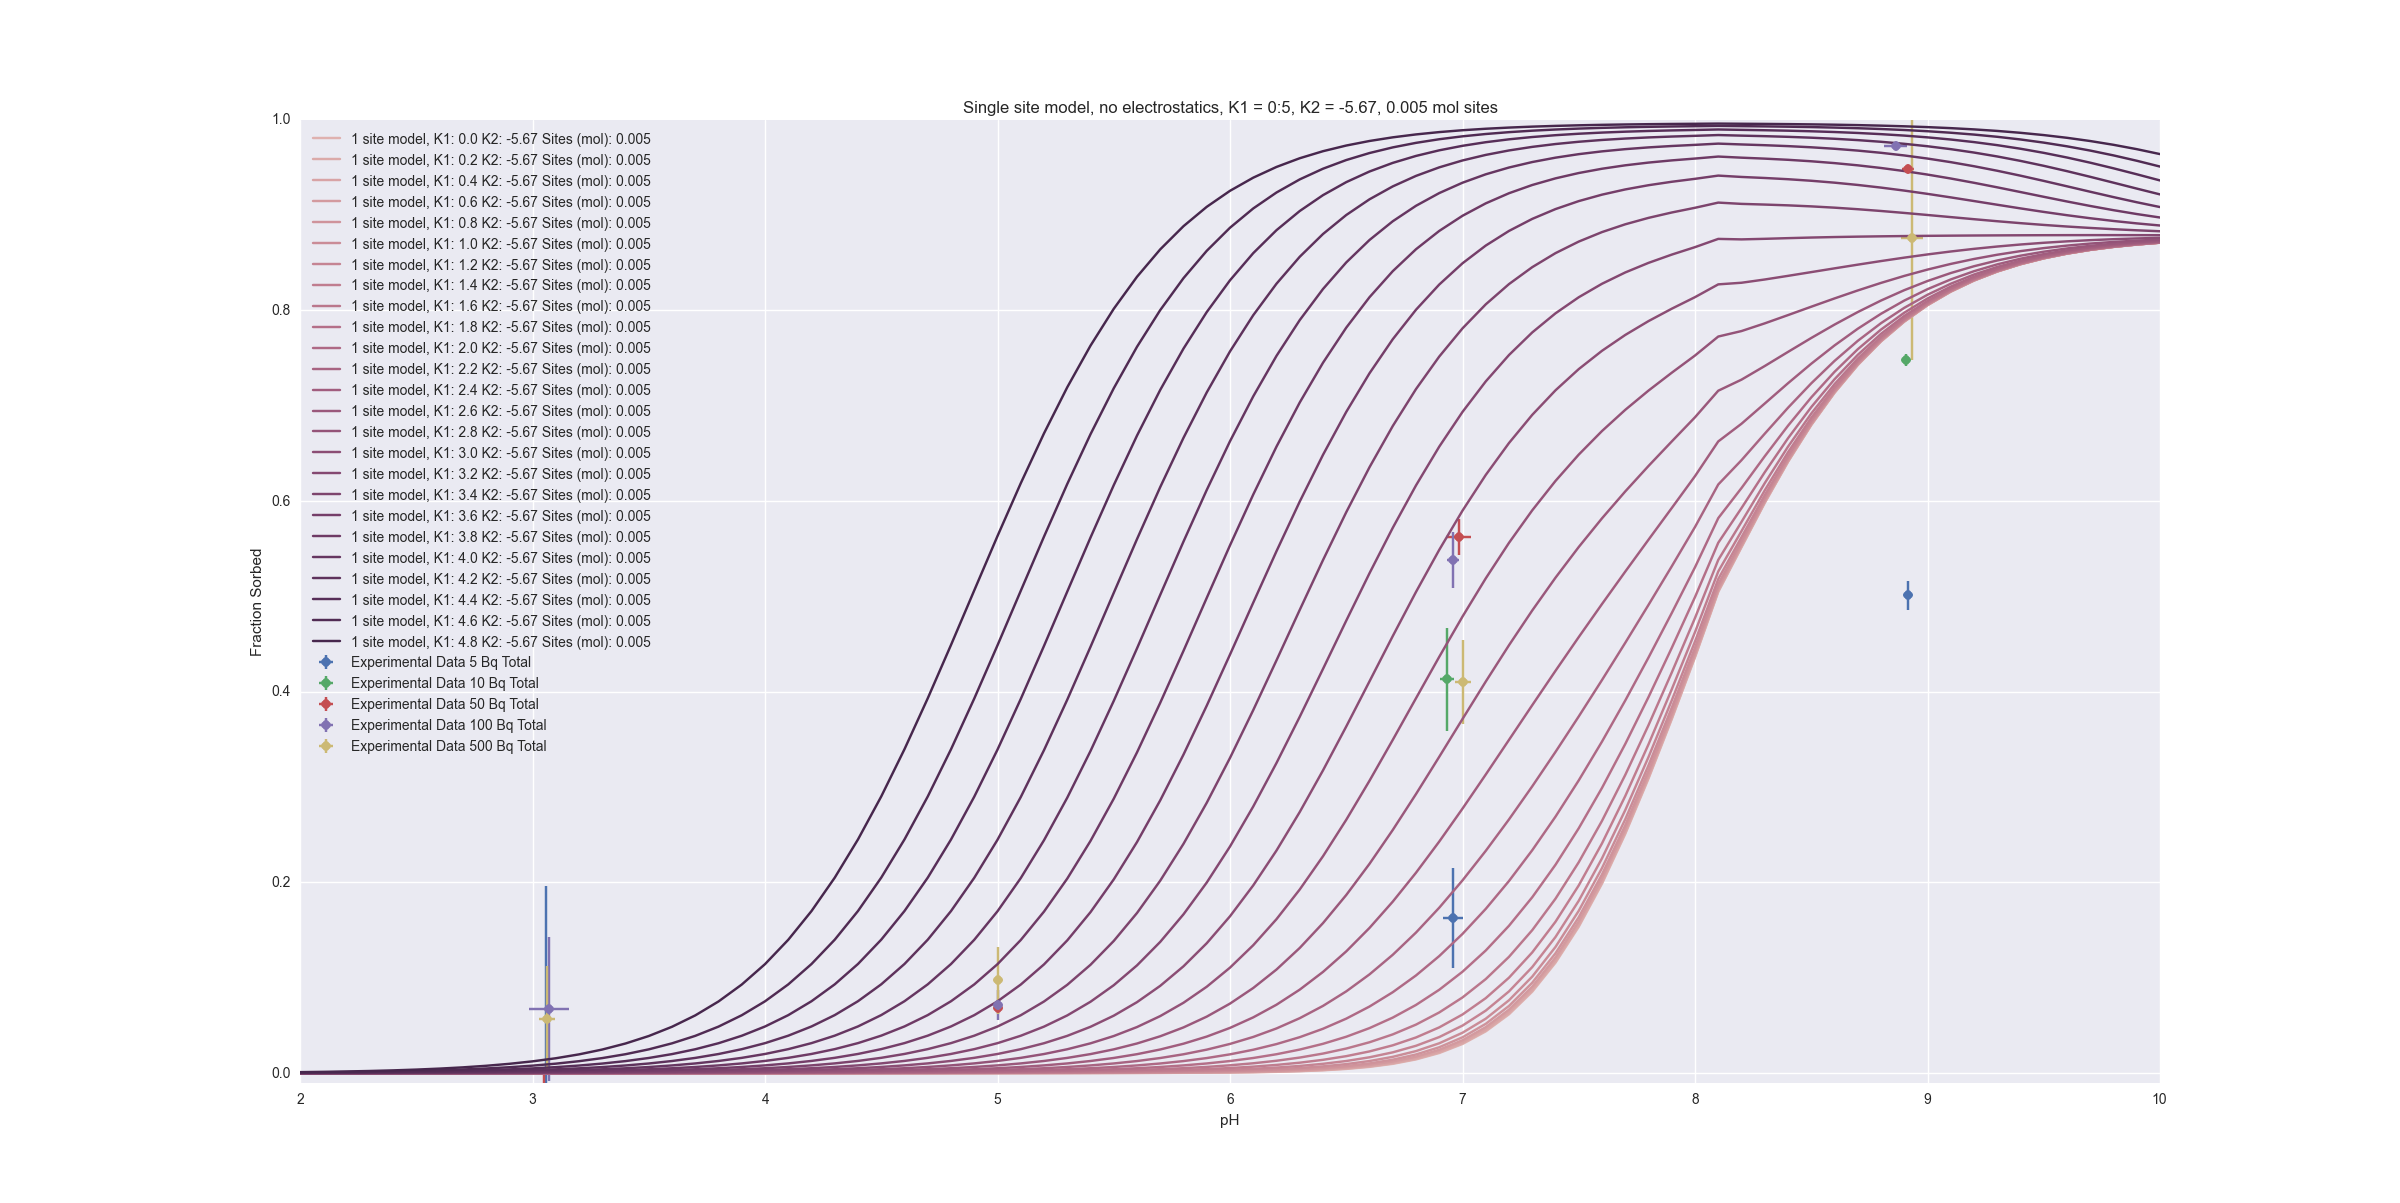 Single site model, no electrostatics, K1 = 0:5, K2 = -5.67, 0.005 mol sites
1.0
0.8
0.6
0.4
0.2
0.0
Fraction Sorbed
1 site model, K1: 0.0 K2: -5.67 Sites (mol): 0.005
1 site model, K1: 0.2 K2: -5.67 Sites (mol): 0.005
1 site model, K1: 0.4 K2: -5.67 Sites (mol): 0.005
1 site model, K1: 0.6 K2: -5.67 Sites (mol): 0.005
1 site model, K1: 0.8 K2: -5.67 Sites (mol): 0.005
1 site model, K1: 1.0 K2: -5.67 Sites (mol): 0.005
1 site model, K1: 1.2 K2: -5.67 Sites (mol): 0.005
1 site model, K1: 1.4 K2: -5.67 Sites (mol): 0.005
1 site model, K1: 1.6 K2: -5.67 Sites (mol): 0.005
1 site model, K1: 1.8 K2: -5.67 Sites (mol): 0.005
1 site model, K1: 2.0 K2: -5.67 Sites (mol): 0.005
1 site model, K1: 2.2 K2: -5.67 Sites (mol): 0.005
1 site model, K1: 2.4 K2: -5.67 Sites (mol): 0.005
1 site model, K1: 2.6 K2: -5.67 Sites (mol): 0.005
1 site model, K1: 2.8 K2: -5.67 Sites (mol): 0.005
1 site model, K1: 3.0 K2: -5.67 Sites (mol): 0.005
1 site model, K1: 3.2 K2: -5.67 Sites (mol): 0.005
1 site model, K1: 3.4 K2: -5.67 Sites (mol): 0.005
1 site model, K1: 3.6 K2: -5.67 Sites (mol): 0.005
1 site model, K1: 3.8 K2: -5.67 Sites (mol): 0.005
1 site model, K1: 4.0 K2: -5.67 Sites (mol): 0.005
1 site model, K1: 4.2 K2: -5.67 Sites (mol): 0.005
1 site model, K1: 4.4 K2: -5.67 Sites (mol): 0.005
1 site model, K1: 4.6 K2: -5.67 Sites (mol): 0.005
1 site model, K1: 4.8 K2: -5.67 Sites (mol): 0.005
Experimental Data 5 Bq Total
Experimental Data 10 Bq Total
Experimental Data 50 Bq Total
Experimental Data 100 Bq Total
Experimental Data 500 Bq Total
2 3 4 5 6 7 8 9 10
pH